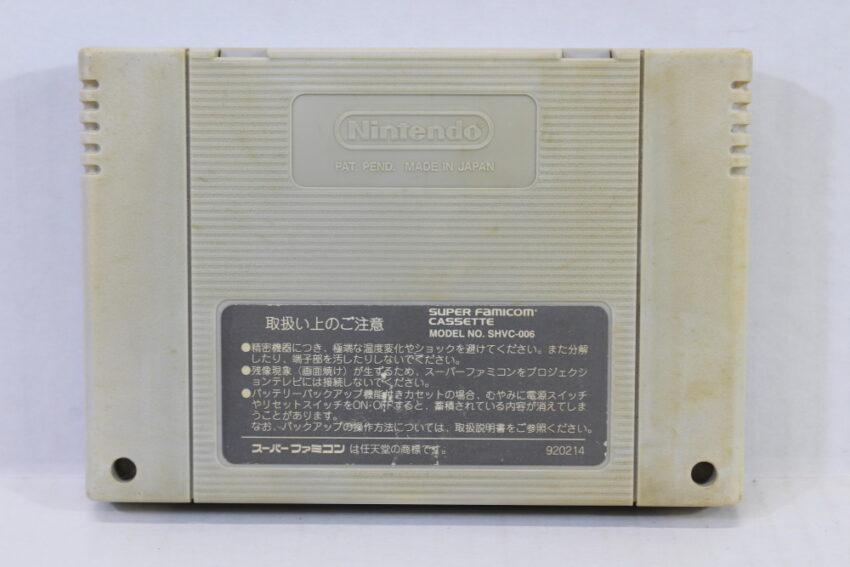 Nintendo
PAT. PEND. MADE IN JAPAN
取扱い上のご注意
SUPER FAMICOM
CASSETTE
MODEL NO. SHVC-006
●精密機器につき、極端な温度変化やショックを避けてください。また分解
したり、端子部を汚したりしないでください。
●残像現象（画面焼け）が生ずるため、スーパーファミコンをプロジェクシ
ョンテレビには接続しないでください。
●バッテリーバックアップ機能付きカセットの場合、むやみに電源スイッチ
やリセットスイッチをON・OFFすると、蓄積されている内容が消えてしま
うことがあります。
なお、バックアップの操作方法については、取扱説明書をご参照ください。
スーパーファミコン は任天堂の商標です。
920214